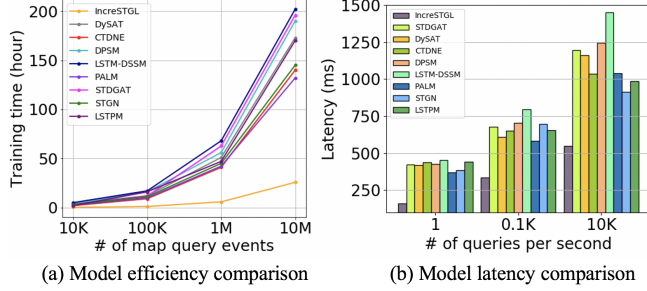 Training time (hour)
200
150
100
50
0
IncreSTGL
DySAT
CTDNE
DPSM
LSTM-DSSM
PALM
STDGAT
STGN
LSTPM
10K 100K 1M 10M
# of map query events
(a) Model efficiency comparison
Latency (ms)
1500
1250
1000
750
500
250
IncreSTGL
STDGAT
DySAT
CTDNE
DPSM
LSTM-DSSM
PALM
STGN
LSTPM
1 0.1K 10K
# of queries per second
(b) Model latency comparison